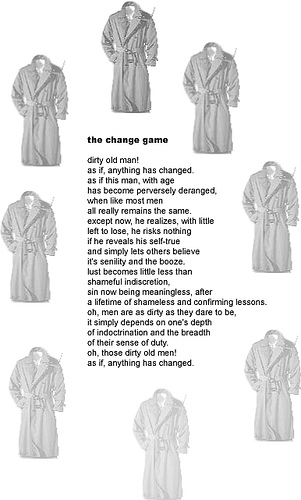 the change game
dirty old man!
as if, anything has changed.
as if this man, with age
has become perversely deranged,
when like most men
all really remains the same.
except now, he realizes, with little
left to lose, he risks nothing
if he reveals his self-true
and simply lets others believe
it's senility and the booze.
lust becomes little less than
shameful indiscretion,
sin now being meaningless, after
a lifetime of shameless and confirming lessons.
oh, men are as dirty as they dare to be,
it simply depends on one's depth
of indoctrination and the breadth
of their sense of duty.
oh, those dirty old men!
as if, anything has changed.